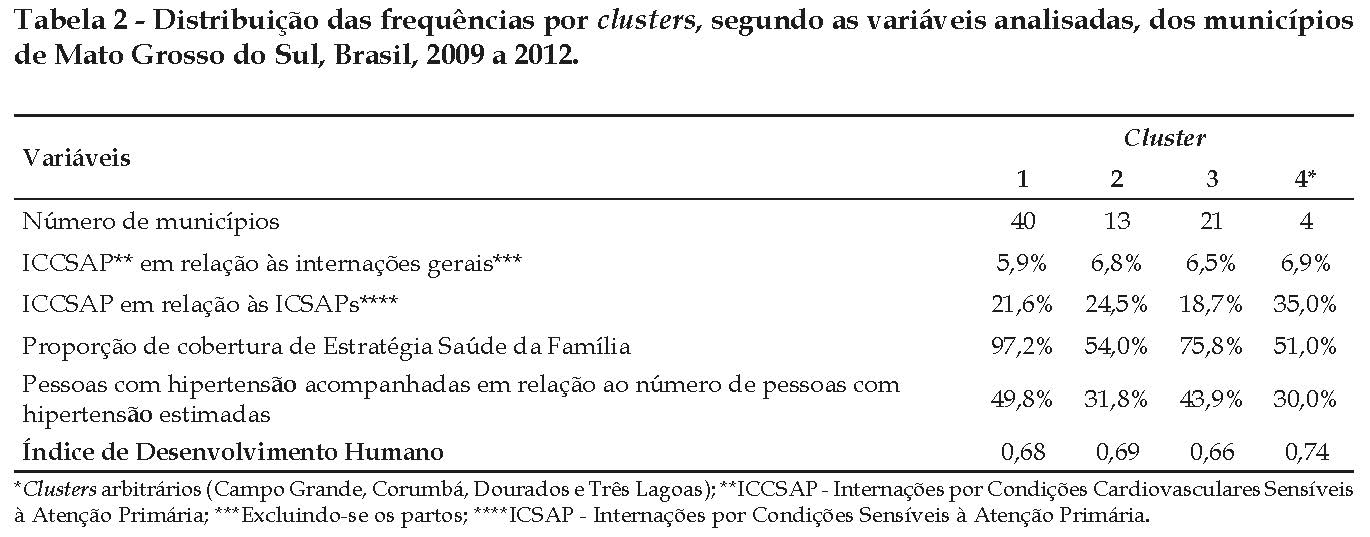 Tabela 2 - Distribuição das frequências por clusters, segundo as variáveis analisadas, dos municípios
de Mato Grosso do Sul, Brasil, 2009 a 2012.
Variáveis Cluster
1 2 3 4*
Número de municípios 40 13 21 4
ICCSAP** em relação às internações gerais*** 5,9% 6,8% 6,5% 6,9%
ICCSAP em relação às ICSAPs**** 21,6% 24,5% 18,7% 35,0%
Proporção de cobertura de Estratégia Saúde da Família 97,2% 54,0% 75,8% 51,0%
Pessoas com hipertensão acompanhadas em relação ao número de pessoas com
hipertensão estimadas 49,8% 31,8% 43,9% 30,0%
Índice de Desenvolvimento Humano 0,68 0,69 0,66 0,74
*Clusters arbitrários (Campo Grande, Corumbá, Dourados e Três Lagoas); **ICCSAP - Internações por Condições Cardiovasculares Sensíveis
à Atenção Primária; ***Excluindo-se os partos; ****ICSAP - Internações por Condições Sensíveis à Atenção Primária.